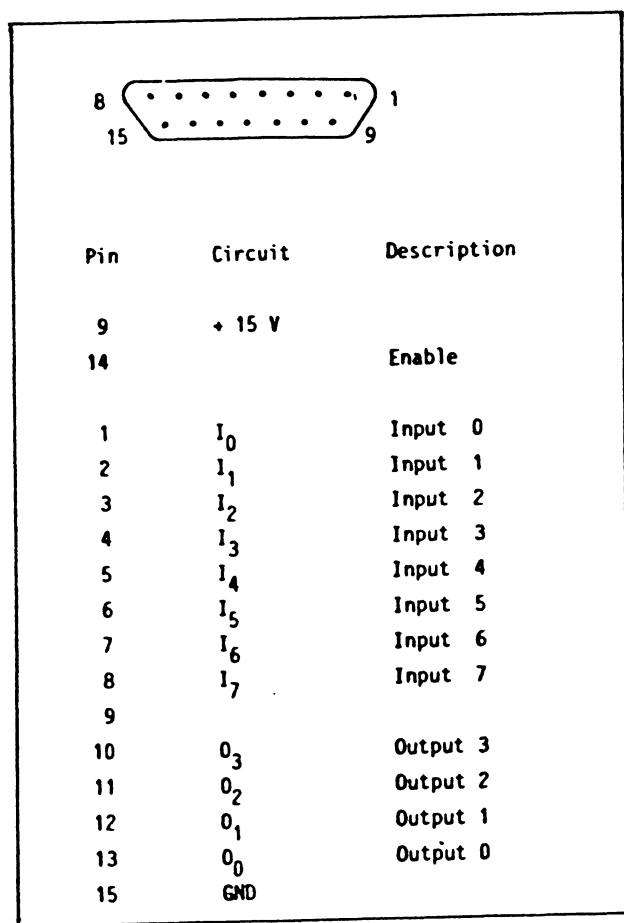 8 1
15 9
Pin Circuit Description
9 + 15 V
14 Enable
1 I0 Input 0
2 I1 Input 1
3 I2 Input 2
4 I3 Input 3
5 I4 Input 4
6 I5 Input 5
7 I6 Input 6
8 I7 Input 7
9
10 O3 Output 3
11 O2 Output 2
12 O1 Output 1
13 O0 Output 0
15 GND